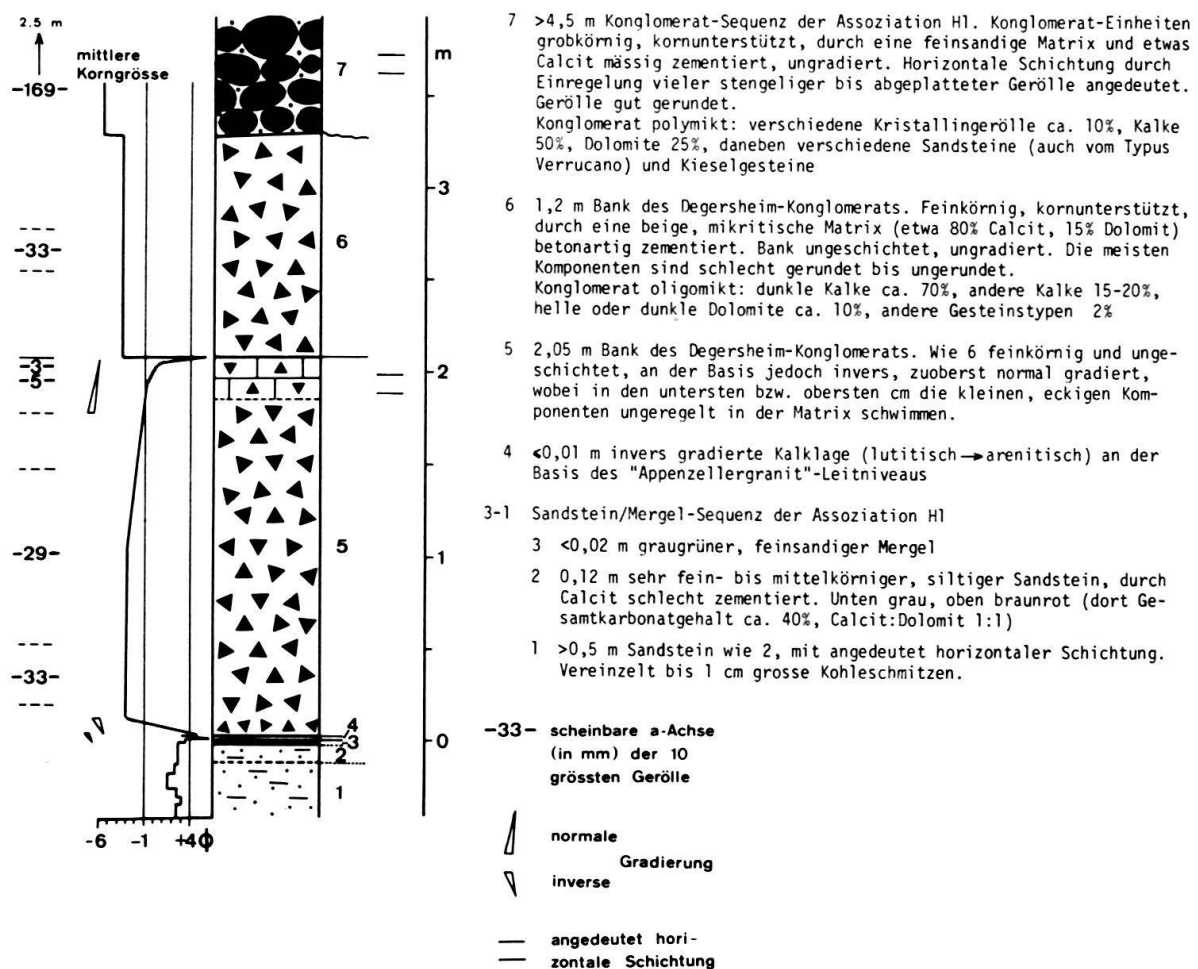 2.5 m
mittlere
Korngrösse
-169-
-33-
-3-
-5-
-29-
-33-
-6 -1 +4 ϕ
7
6
5
4
3
2
1
m
3
2
1
0
7 >4,5 m Konglomerat-Sequenz der Assoziation H1. Konglomerat-Einheiten
grobkörnig, kornunterstützt, durch eine feinsandige Matrix und etwas
Calcit mässig zementiert, ungradiert. Horizontale Schichtung durch
Einregelung vieler stengeliger bis abgeplatteter Gerölle angedeutet.
Gerölle gut gerundet.
Konglomerat polymikt: verschiedene Kristallingerölle ca. 10%, Kalke
50%, Dolomite 25%, daneben verschiedene Sandsteine (auch vom Typus
Verrucano) und Kieselgesteine
6 1,2 m Bank des Degersheim-Konglomerats. Feinkörnig, kornunterstützt,
durch eine beige, mikritische Matrix (etwa 80% Calcit, 15% Dolomit)
betonartig zementiert. Bank ungeschichtet, ungradiert. Die meisten
Komponenten sind schlecht gerundet bis ungerundet.
Konglomerat oligomikt: dunkle Kalke ca. 70%, andere Kalke 15-20%,
helle oder dunkle Dolomite ca. 10%, andere Gesteinstypen 2%
5 2,05 m Bank des Degersheim-Konglomerats. Wie 6 feinkörnig und unge-
schichtet, an der Basis jedoch invers, zuoberst normal gradiert,
wobei in den untersten bzw. obersten cm die kleinen, eckigen Kom-
ponenten ungeregelt in der Matrix schwimmen.
4 <0,01 m invers gradierte Kalklage (lutitisch→arenitisch) an der
Basis des "Appenzellergranit"-Leitniveaus
3-1 Sandstein/Mergel-Sequenz der Assoziation H1
3 <0,02 m graugrüner, feinsandiger Mergel
2 0,12 m sehr fein- bis mittelkörniger, siltiger Sandstein, durch
Calcit schlecht zementiert. Unten grau, oben braunrot (dort Ge-
samtkarbonatgehalt ca. 40%, Calcit:Dolomit 1:1)
1 >0,5 m Sandstein wie 2, mit angedeutet horizontaler Schichtung.
Vereinzelt bis 1 cm grosse Kohleschmitzen.
-33- scheinbare a-Achse
(in mm) der 10
grössten Gerölle
normale
Gradierung
inverse
angedeutet hori-
zontale Schichtung